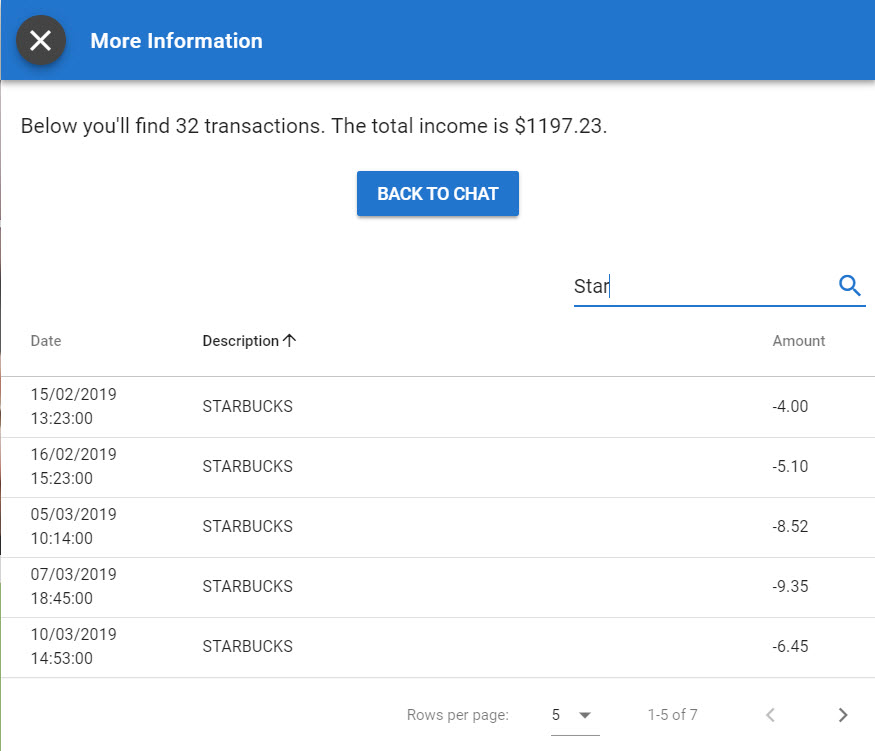 More Information
Below you'll find 32 transactions. The total income is $1197.23.
BACK TO CHAT
Star
Date Description Amount
15/02/2019
13:23:00 STARBUCKS -4.00
16/02/2019
15:23:00 STARBUCKS -5.10
05/03/2019
10:14:00 STARBUCKS -8.52
07/03/2019
18:45:00 STARBUCKS -9.35
10/03/2019
14:53:00 STARBUCKS -6.45
Rows per page: 5 1-5 of 7